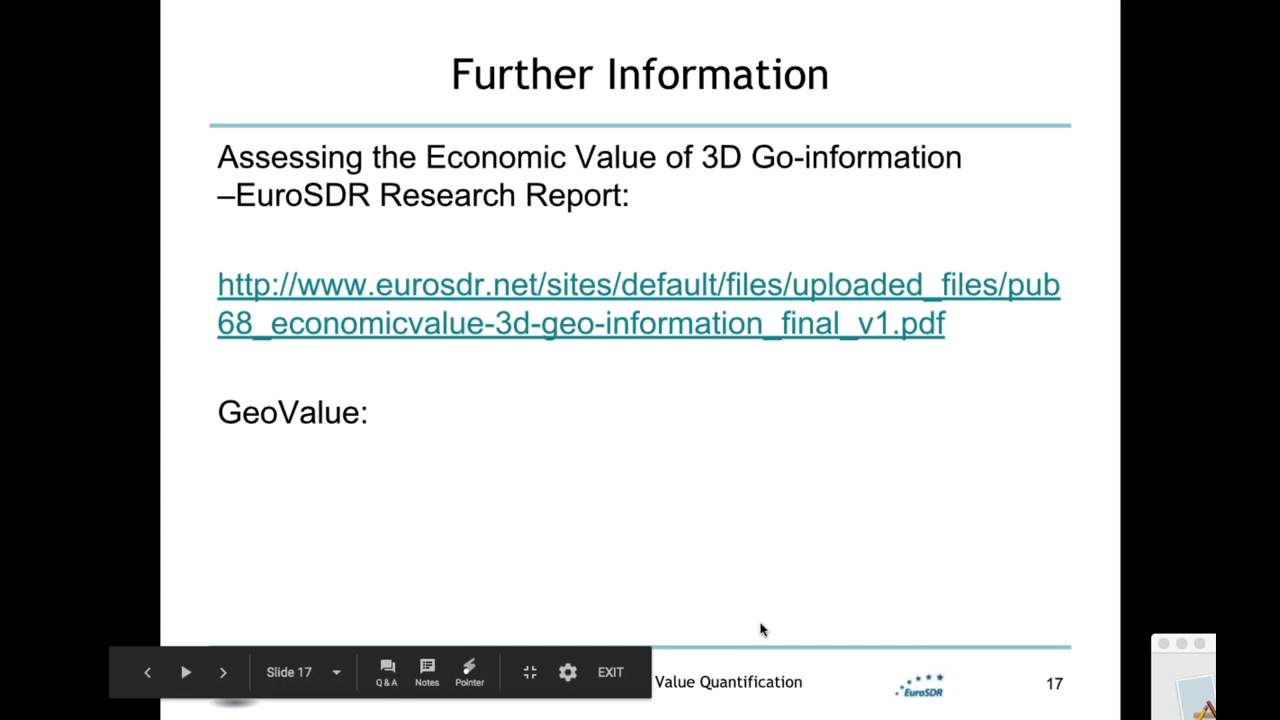 Further Information
Assessing the Economic Value of 3D Go-information
–EuroSDR Research Report:
http://www.eurosdr.net/sites/default/files/uploaded_files/pub
68_economicvalue-3d-geo-information_final_v1.pdf
GeoValue:
Slide 17
Q & A
Notes
Pointer
EXIT
Value Quantification
EuroSDR
17